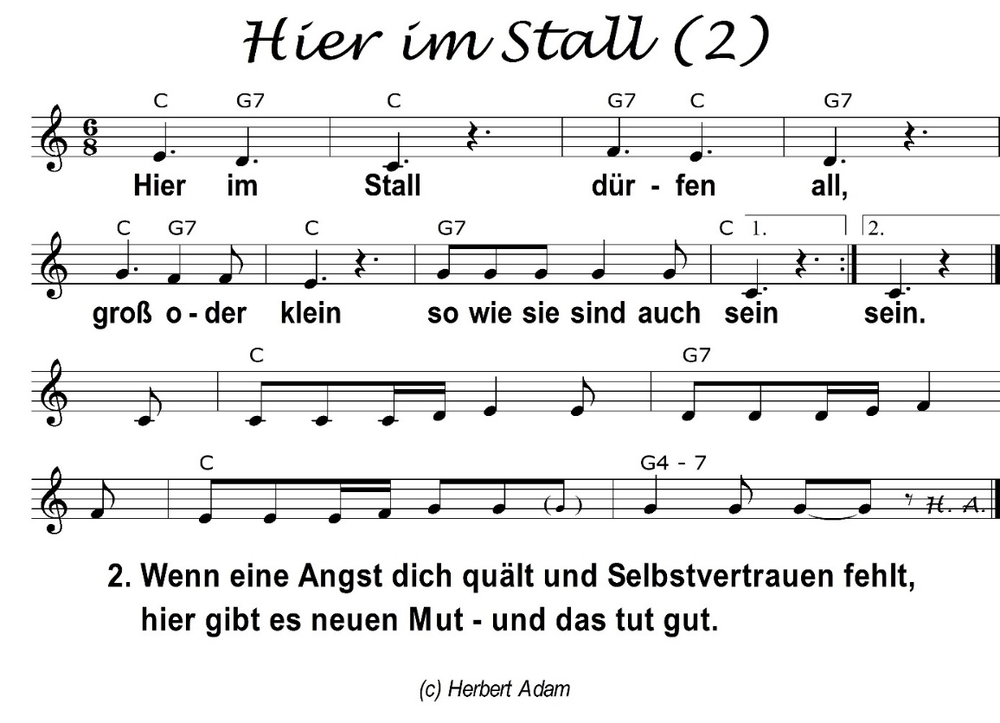 Hier im Stall (2)
C G7 C G7 C G7
6
8
Hier im Stall dür - fen all,
C G7 C G7 C 1. 2.
groß o - der klein so wie sie sind auch sein sein.
C G7
C G4 - 7
H. A.
2. Wenn eine Angst dich quält und Selbstvertrauen fehlt,
hier gibt es neuen Mut - und das tut gut.
(c) Herbert Adam